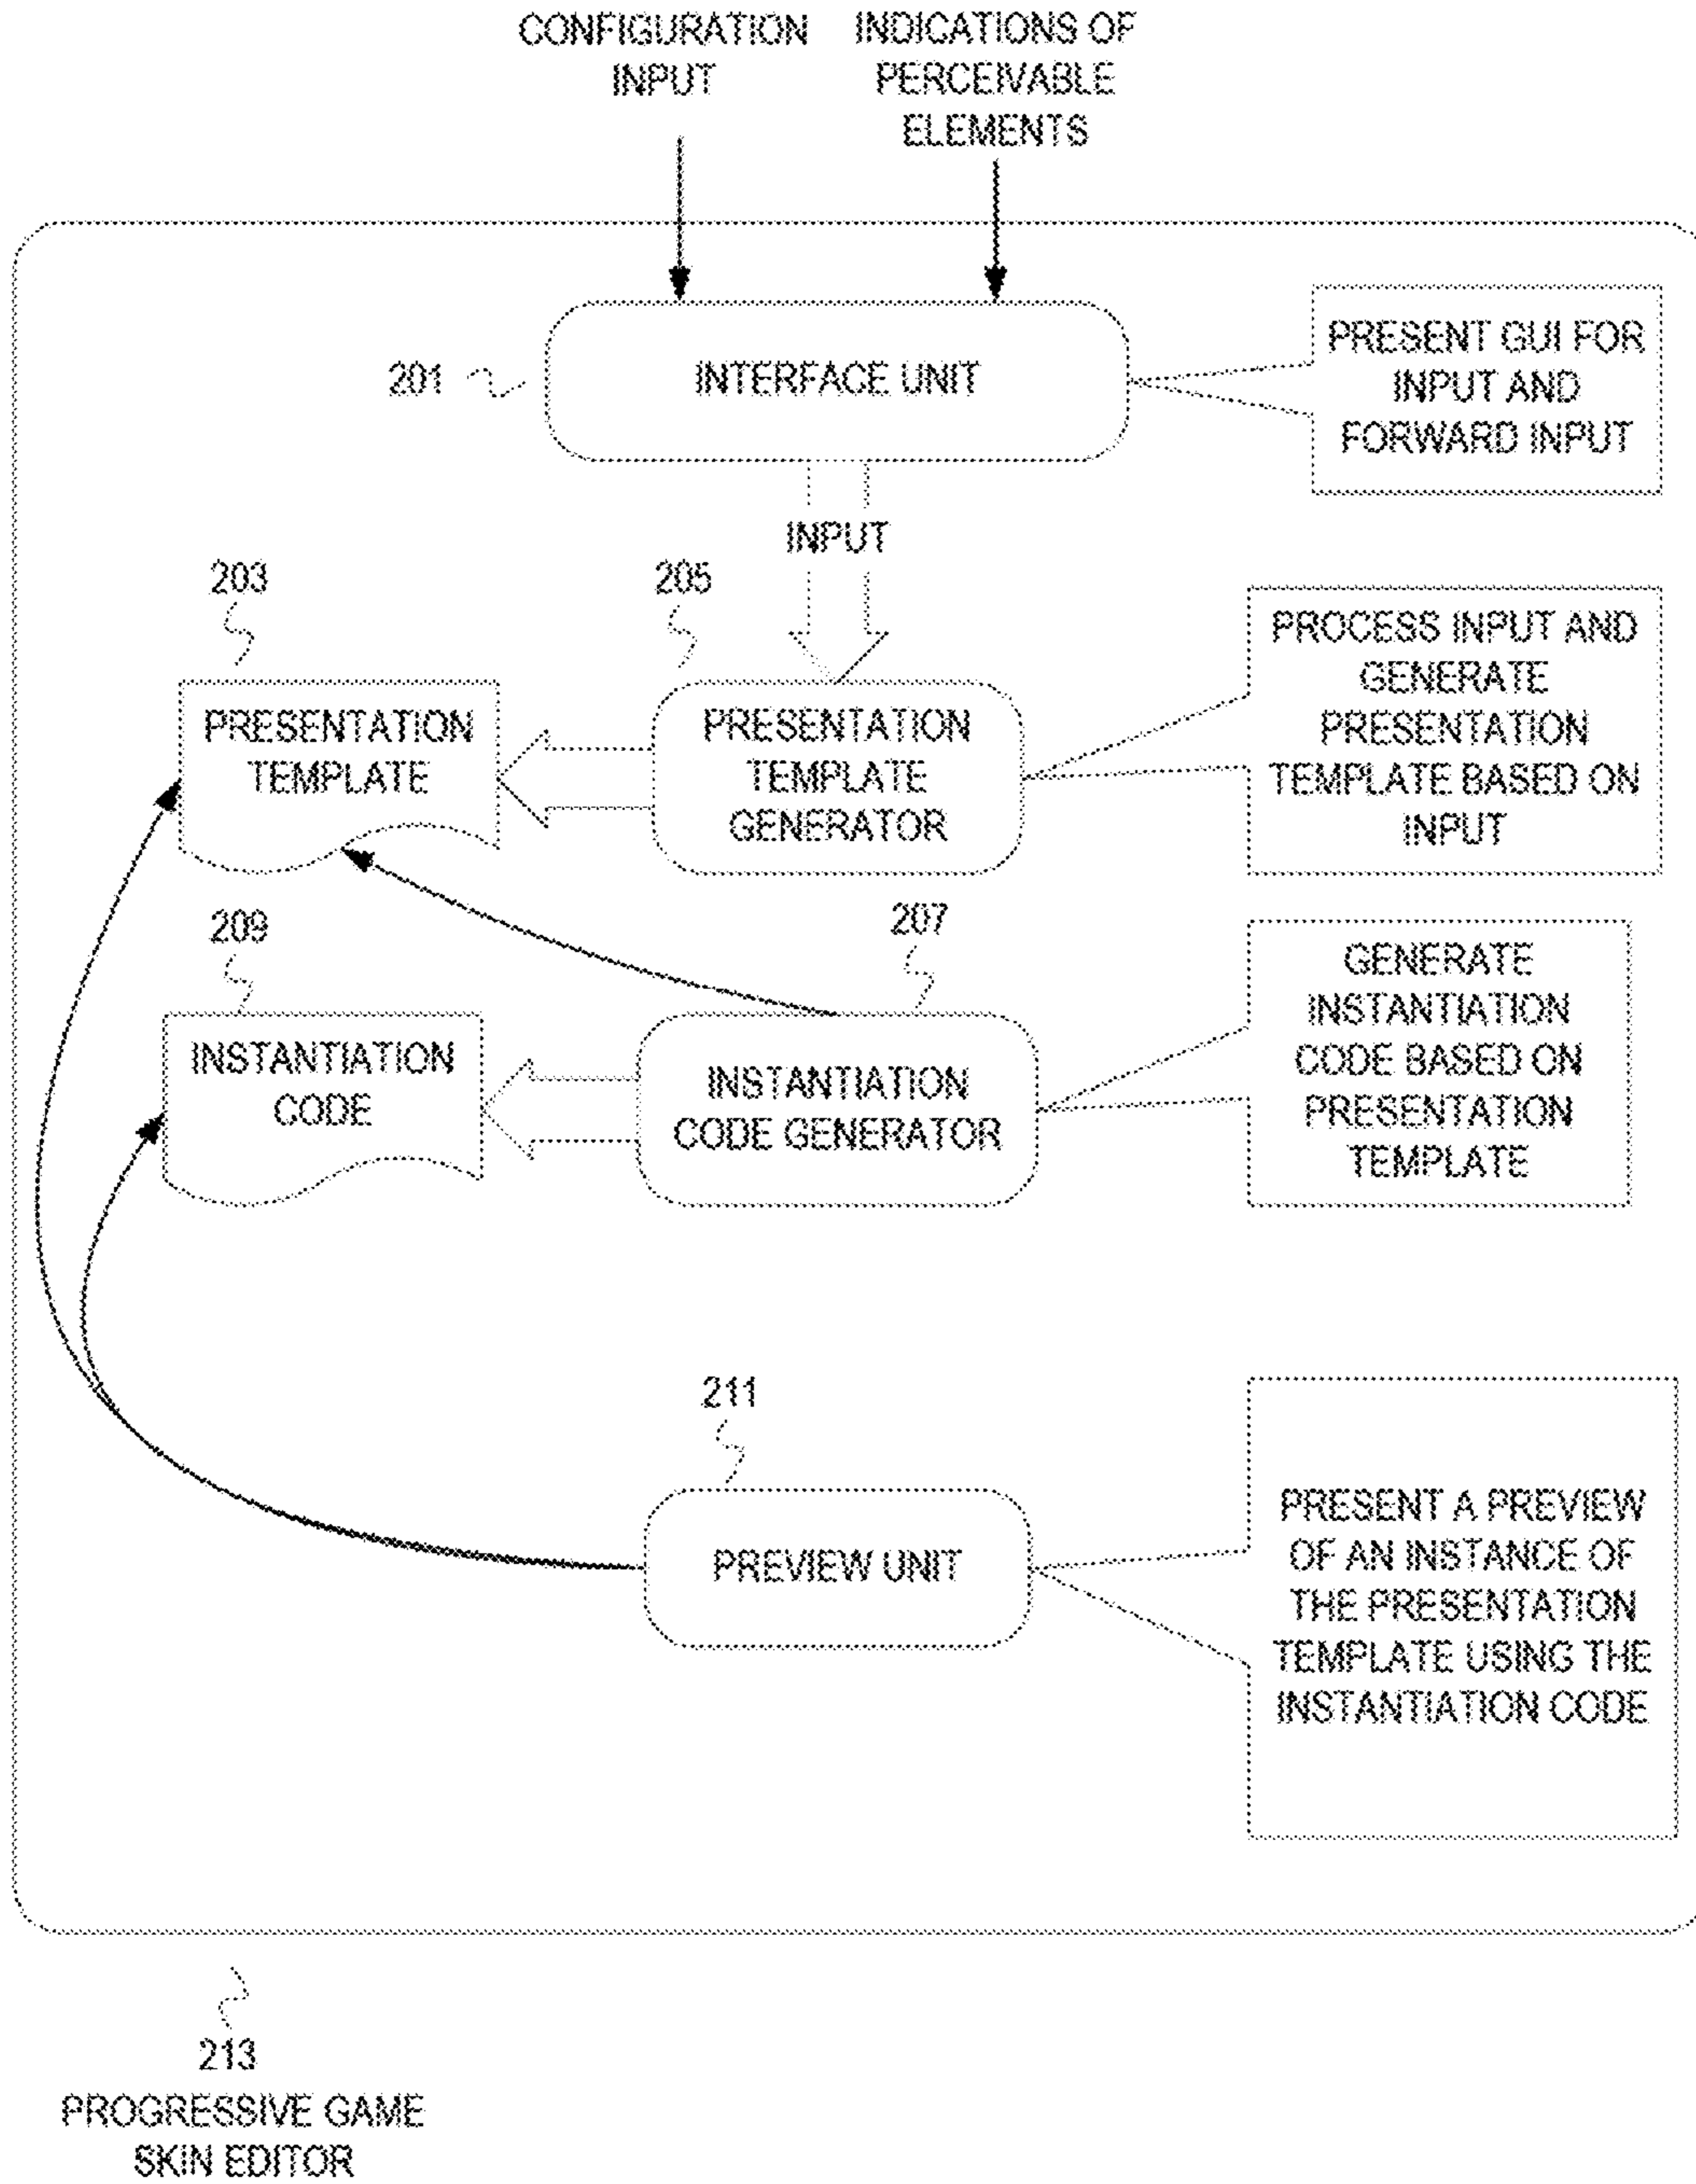 CONFIGURATION
INPUT
INDICATIONS OF
PERCEIVABLE
ELEMENTS
201
INTERFACE UNIT
PRESENT GUI FOR
INPUT AND
FORWARD INPUT
INPUT
203
205
PRESENTATION
TEMPLATE
PRESENTATION
TEMPLATE
GENERATOR
PROCESS INPUT AND
GENERATE
PRESENTATION
TEMPLATE BASED ON
INPUT
209
207
INSTANTIATION
CODE
INSTANTIATION
CODE GENERATOR
GENERATE
INSTANTIATION
CODE BASED ON
PRESENTATION
TEMPLATE
211
PREVIEW UNIT
PRESENT A PREVIEW
OF AN INSTANCE OF
THE PRESENTATION
TEMPLATE USING THE
INSTANTIATION CODE
213
PROGRESSIVE GAME
SKIN EDITOR